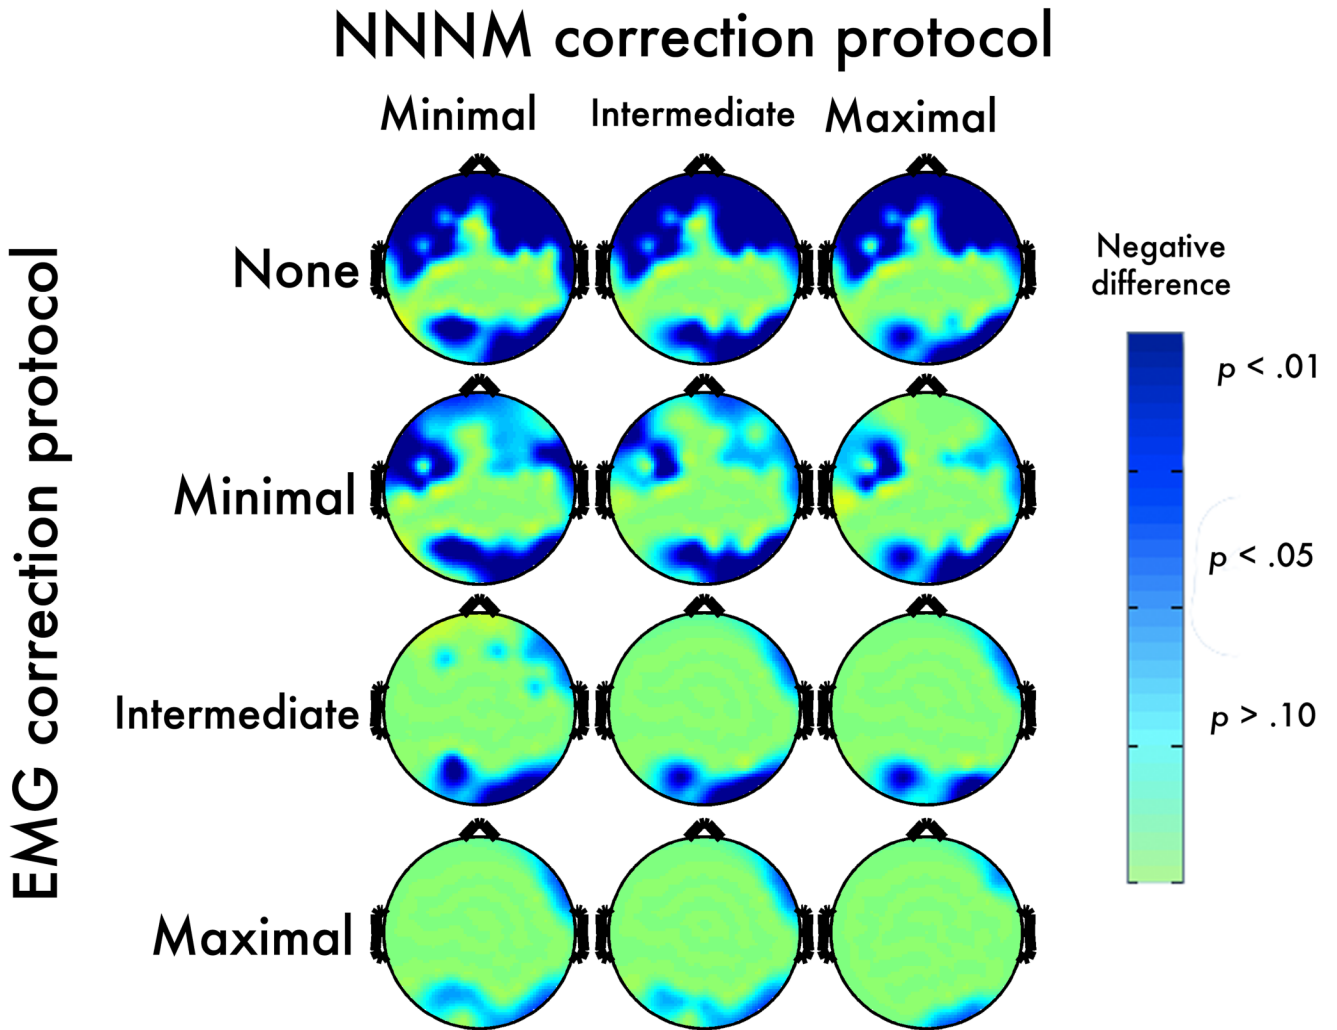 NNNM correction protocol
Minimal
Intermediate
Maximal
EMG correction protocol
None
Minimal
Intermediate
Maximal
Negative
difference
p < .01
p < .05
p > .10